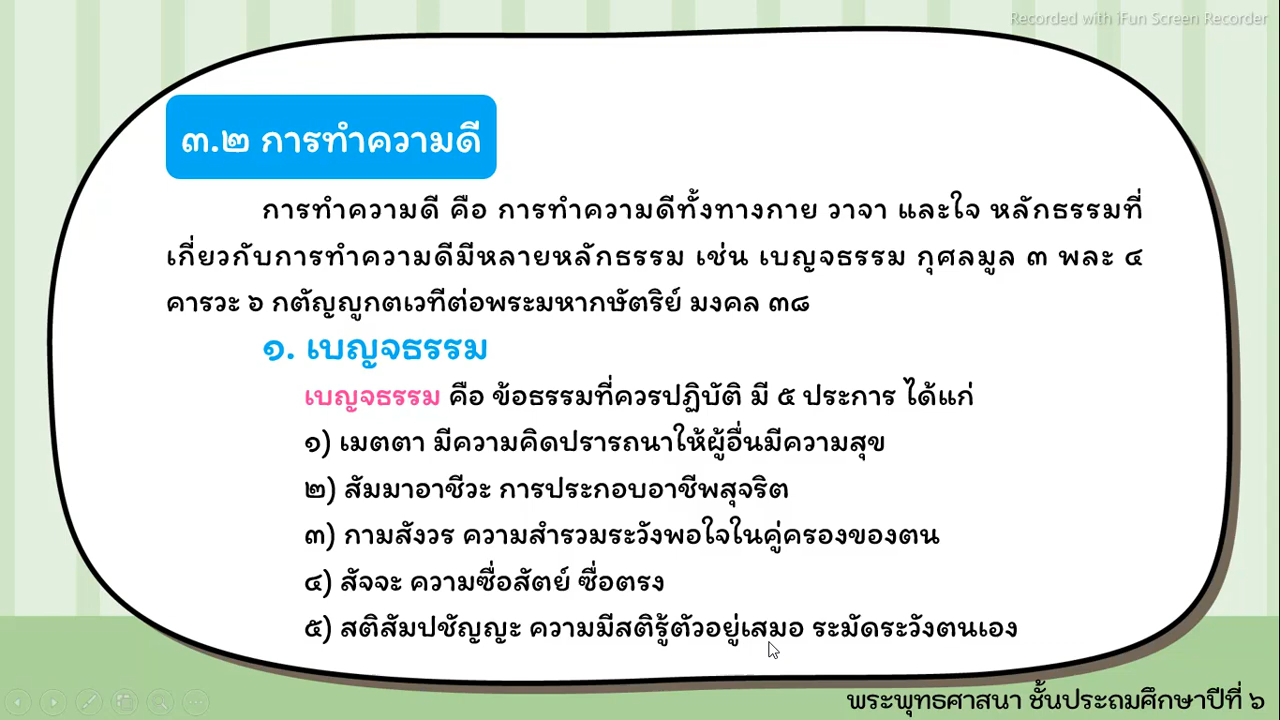 Recorded with iFun Screen Recorder
๓.๒ การทำความดี
การทำความดี คือ การทำความดีทั้งทางกาย วาจา และใจ หลักธรรมที่
เกี่ยวกับการทำความดีมีหลายหลักธรรม เช่น เบญจธรรม กุศลมูล ๓ พละ ๔
คารวะ ๖ กตัญญูกตเวทีต่อพระมหากษัตริย์ มงคล ๓๘
๑. เบญจธรรม
เบญจธรรม คือ ข้อธรรมที่ควรปฏิบัติ มี ๕ ประการ ได้แก่
๑) เมตตา มีความคิดปรารถนาให้ผู้อื่นมีความสุข
๒) สัมมาอาชีวะ การประกอบอาชีพสุจริต
๓) กามสังวร ความสำรวมระวังพอใจในคู่ครองของตน
๔) สัจจะ ความซื่อสัตย์ ซื่อตรง
๕) สติสัมปชัญญะ ความมีสติรู้ตัวอยู่เสมอ ระมัดระวังตนเอง
พระพุทธศาสนา ชั้นประถมศึกษาปีที่ ๖